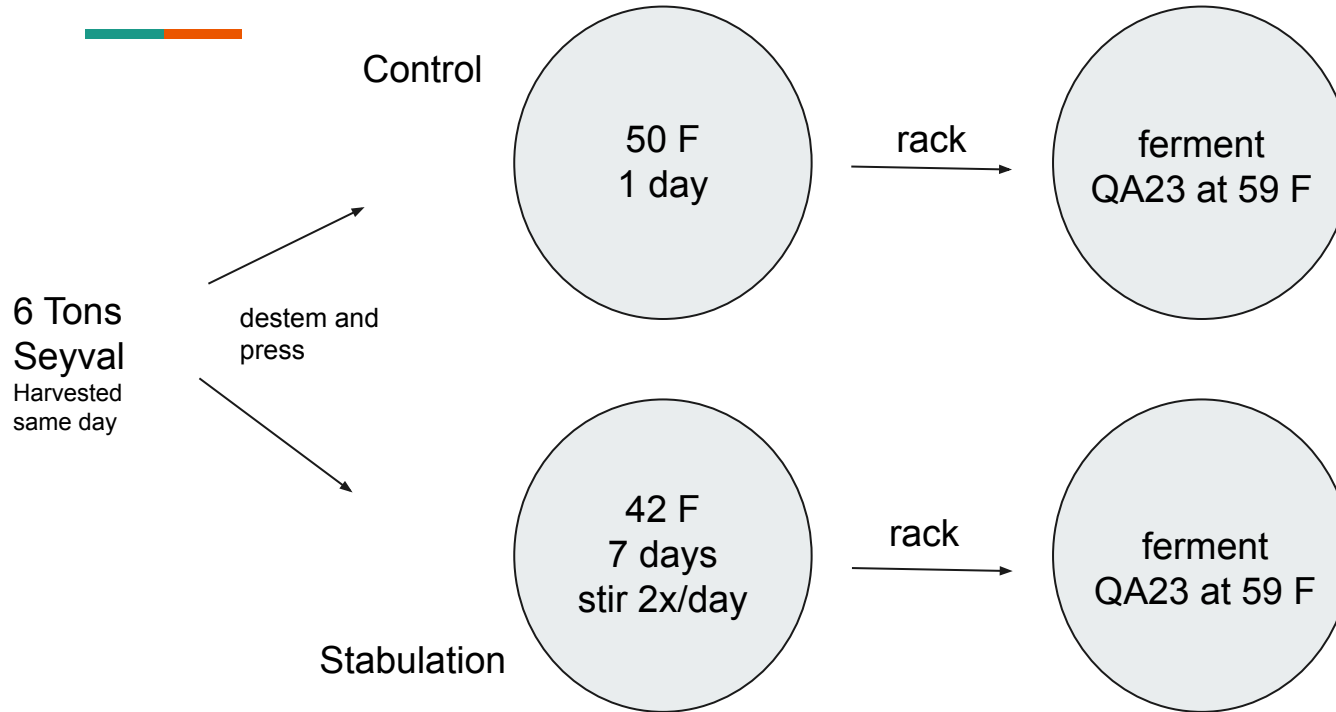 Control
50 F
1 day
rack
ferment
QA23 at 59 F
6 Tons
Seyval
Harvested
same day
destem and
press
42 F
7 days
stir 2x/day
rack
ferment
QA23 at 59 F
Stabulation